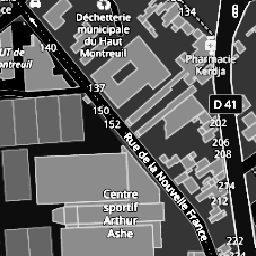 134
Déchetterie
municipale
du Haut
Montreuil
140
Pharmacie
Kerdja
137
D 41
150
152
202
206
208
Rue de la Nouvelle France
214
212
Centre
sportif
Arthur
Ashe
222
224